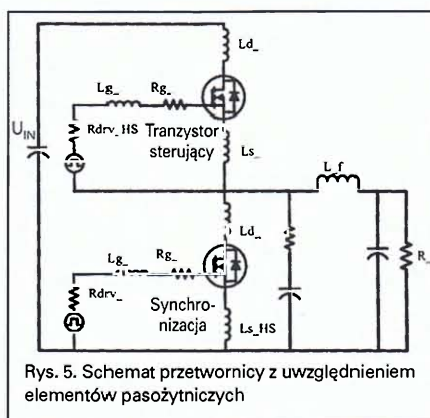 Ld_
Lg_ Rg_
U_IN
Rdrv_HS
Tranzystor
sterujący
Ls_
L_f
Ld_
Lg_ Rg_
R_
Rdrv_
Synchro-
nizacja
Ls_HS
Rys. 5. Schemat przetwornicy z uwzględnieniem
elementów pasożytniczych